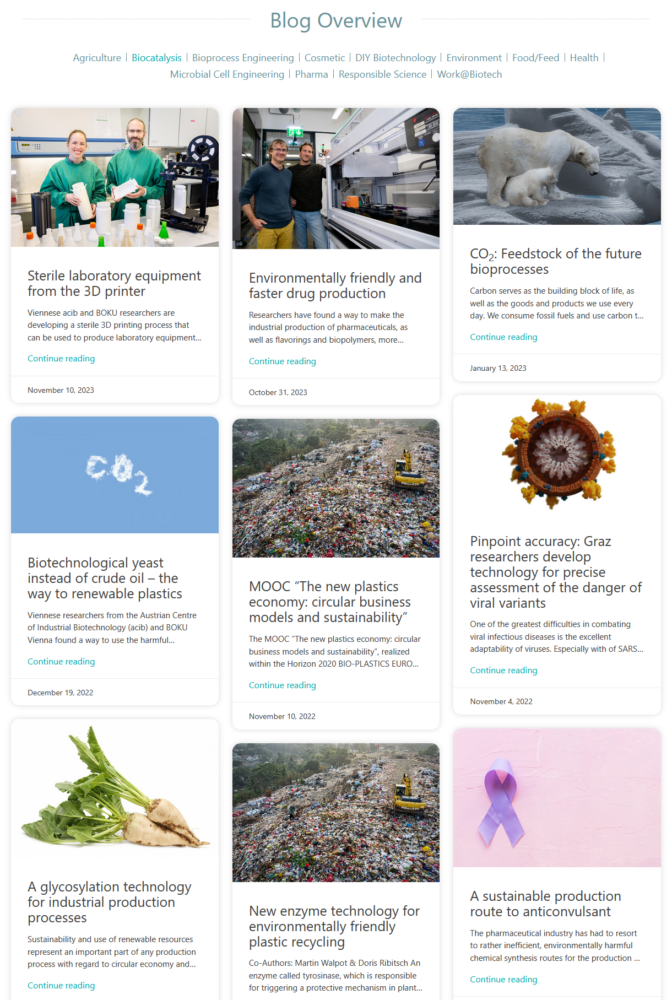 Blog Overview
Agriculture | Biocatalysis | Bioprocess Engineering | Cosmetic | DIY Biotechnology | Environment | Food/Feed | Health |
Microbial Cell Engineering | Pharma | Responsible Science | Work@Biotech
Sterile laboratory equipment
from the 3D printer
Viennese acib and BOKU researchers are
developing a sterile 3D printing process that
can be used to produce laboratory equipment...
Continue reading
November 10, 2023
Environmentally friendly and
faster drug production
Researchers have found a way to make the
industrial production of pharmaceuticals, as
well as flavorings and biopolymers, more...
Continue reading
October 31, 2023
CO₂: Feedstock of the future
bioprocesses
Carbon serves as the building block of life, as
well as the goods and products we use every
day. We consume fossil fuels and use carbon t...
Continue reading
January 13, 2023
CO2
Biotechnological yeast
instead of crude oil – the
way to renewable plastics
Viennese researchers from the Austrian Centre
of Industrial Biotechnology (acib) and BOKU
Vienna found a way to use the harmful...
Continue reading
December 19, 2022
MOOC “The new plastics
economy: circular business
models and sustainability”
The MOOC “The new plastics economy: circular
business models and sustainability”, realized
within the Horizon 2020 BIO-PLASTICS EURO...
Continue reading
November 10, 2022
Pinpoint accuracy: Graz
researchers develop
technology for precise
assessment of the danger of
viral variants
One of the greatest difficulties in combating
viral infectious diseases is the excellent
adaptability of viruses. Especially with of SARS...
Continue reading
November 4, 2022
A glycosylation technology
for industrial production
processes
Sustainability and use of renewable resources
represent an important part of any production
process with regard to circular economy and...
Continue reading
New enzyme technology for
environmentally friendly
plastic recycling
Co-Authors: Martin Walpot & Doris Ribitsch An
enzyme called tyrosinase, which is responsible
for triggering a protective mechanism in plant...
A sustainable production
route to anticonvulsant
The pharmaceutical industry has had to resort
to rather inefficient, environmentally harmful
chemical synthesis routes for the production ...
Continue reading